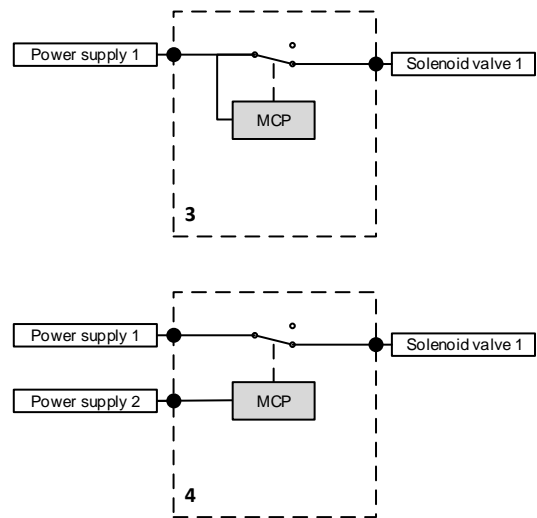 Power supply 1
Solenoid valve 1
MCP
3
Power supply 1
Solenoid valve 1
Power supply 2
MCP
4